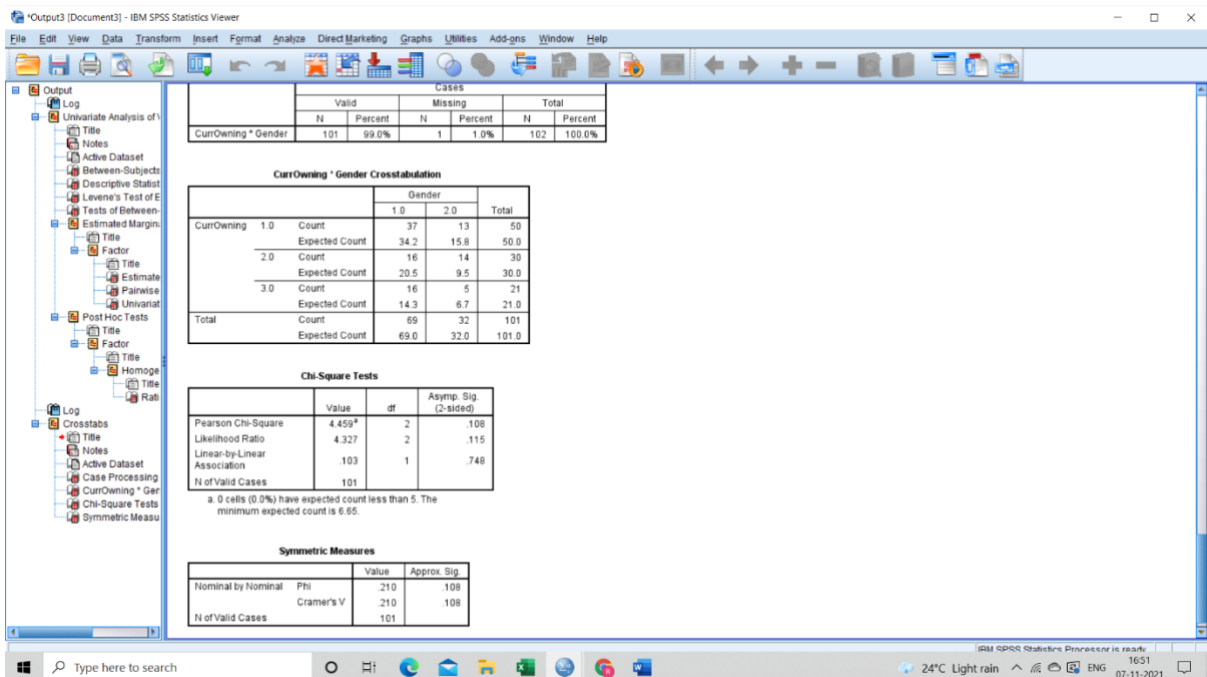 *Output3 [Document3] - IBM SPSS Statistics Viewer
File Edit View Data Transform Insert Format Analyze Direct Marketing Graphs Utilities Add-ons Window Help
Output
Log
Univariate Analysis of V
Title
Notes
Active Dataset
Between-Subjects
Descriptive Statist
Levene's Test of E
Tests of Between-
Estimated Margina
Title
Factor
Title
Estimate
Pairwise
Univariat
Post Hoc Tests
Title
Factor
Title
Homoge
Title
Rati
Log
Crosstabs
Title
Notes
Active Dataset
Case Processing
CurrOwning * Ger
Chi-Square Tests
Symmetric Measu
Cases
Valid Missing Total
N Percent N Percent N Percent
CurrOwning * Gender 101 99.0% 1 1.0% 102 100.0%
CurrOwning * Gender Crosstabulation
Gender
1.0 2.0 Total
CurrOwning 1.0 Count 37 13 50
Expected Count 34.2 15.8 50.0
2.0 Count 16 14 30
Expected Count 20.5 9.5 30.0
3.0 Count 16 5 21
Expected Count 14.3 6.7 21.0
Total Count 69 32 101
Expected Count 69.0 32.0 101.0
Chi-Square Tests
Value df Asymp. Sig. (2-sided)
Pearson Chi-Square 4.459a 2 .108
Likelihood Ratio 4.327 2 .115
Linear-by-Linear Association .103 1 .748
N of Valid Cases 101
a. 0 cells (0.0%) have expected count less than 5. The
minimum expected count is 6.65.
Symmetric Measures
Value Approx. Sig.
Nominal by Nominal Phi .210 .108
Cramer's V .210 .108
N of Valid Cases 101
IBM SPSS Statistics Processor is ready
Type here to search
24°C Light rain
ENG
16:51
07-11-2021